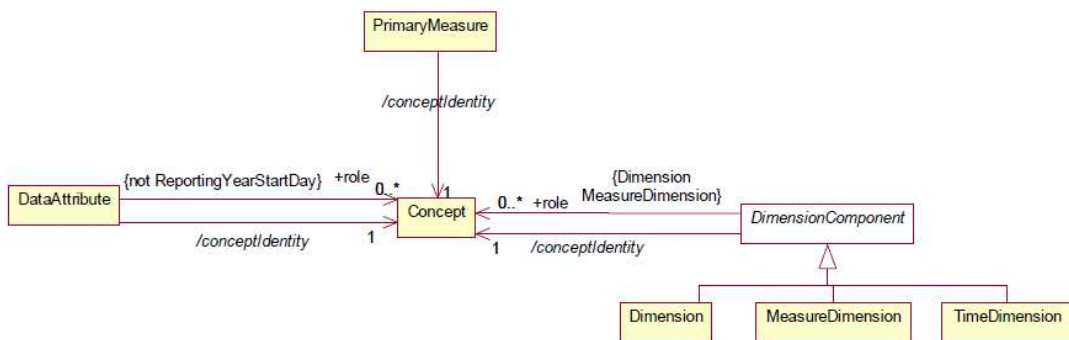 PrimaryMeasure
/conceptIdentity
{not ReportingYearStartDay} +role
0..*
1
DataAttribute
Concept
/conceptIdentity
1
{Dimension
MeasureDimension}
0..* +role
DimensionComponent
1
/conceptIdentity
Dimension
MeasureDimension
TimeDimension